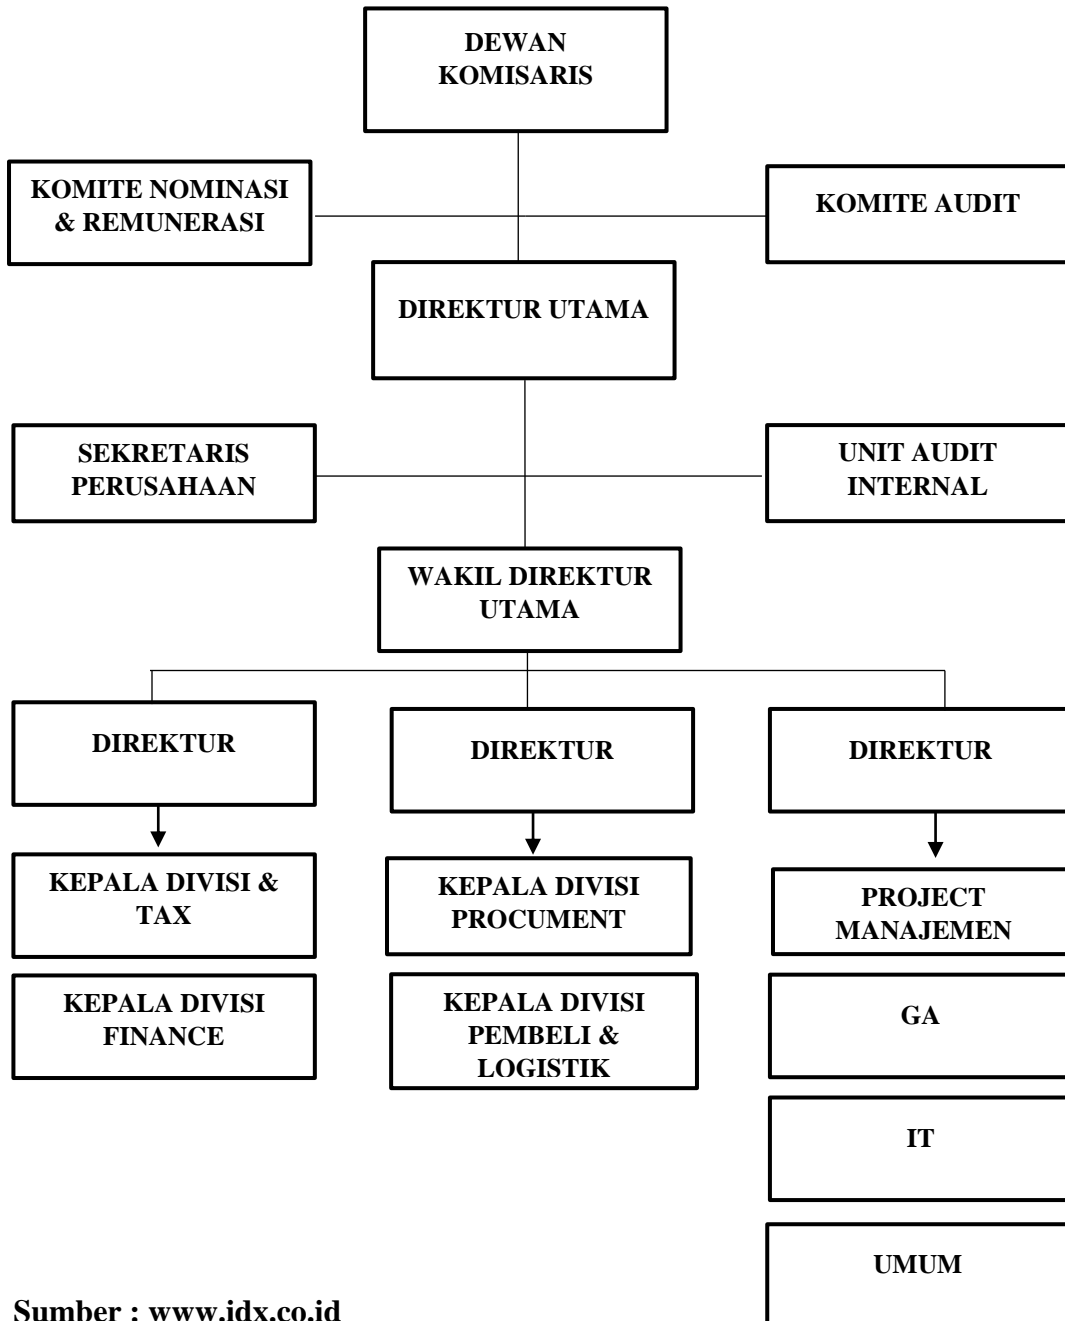 DEWAN
KOMISARIS
KOMITE NOMINASI
& REMUNERASI
KOMITE AUDIT
DIREKTUR UTAMA
SEKRETARIS
PERUSAHAAN
UNIT AUDIT
INTERNAL
WAKIL DIREKTUR
UTAMA
DIREKTUR
DIREKTUR
DIREKTUR
KEPALA DIVISI &
TAX
KEPALA DIVISI
PROCUMENT
PROJECT
MANAJEMEN
KEPALA DIVISI
FINANCE
KEPALA DIVISI
PEMBELI &
LOGISTIK
GA
IT
UMUM
Sumber : www.idx.co.id